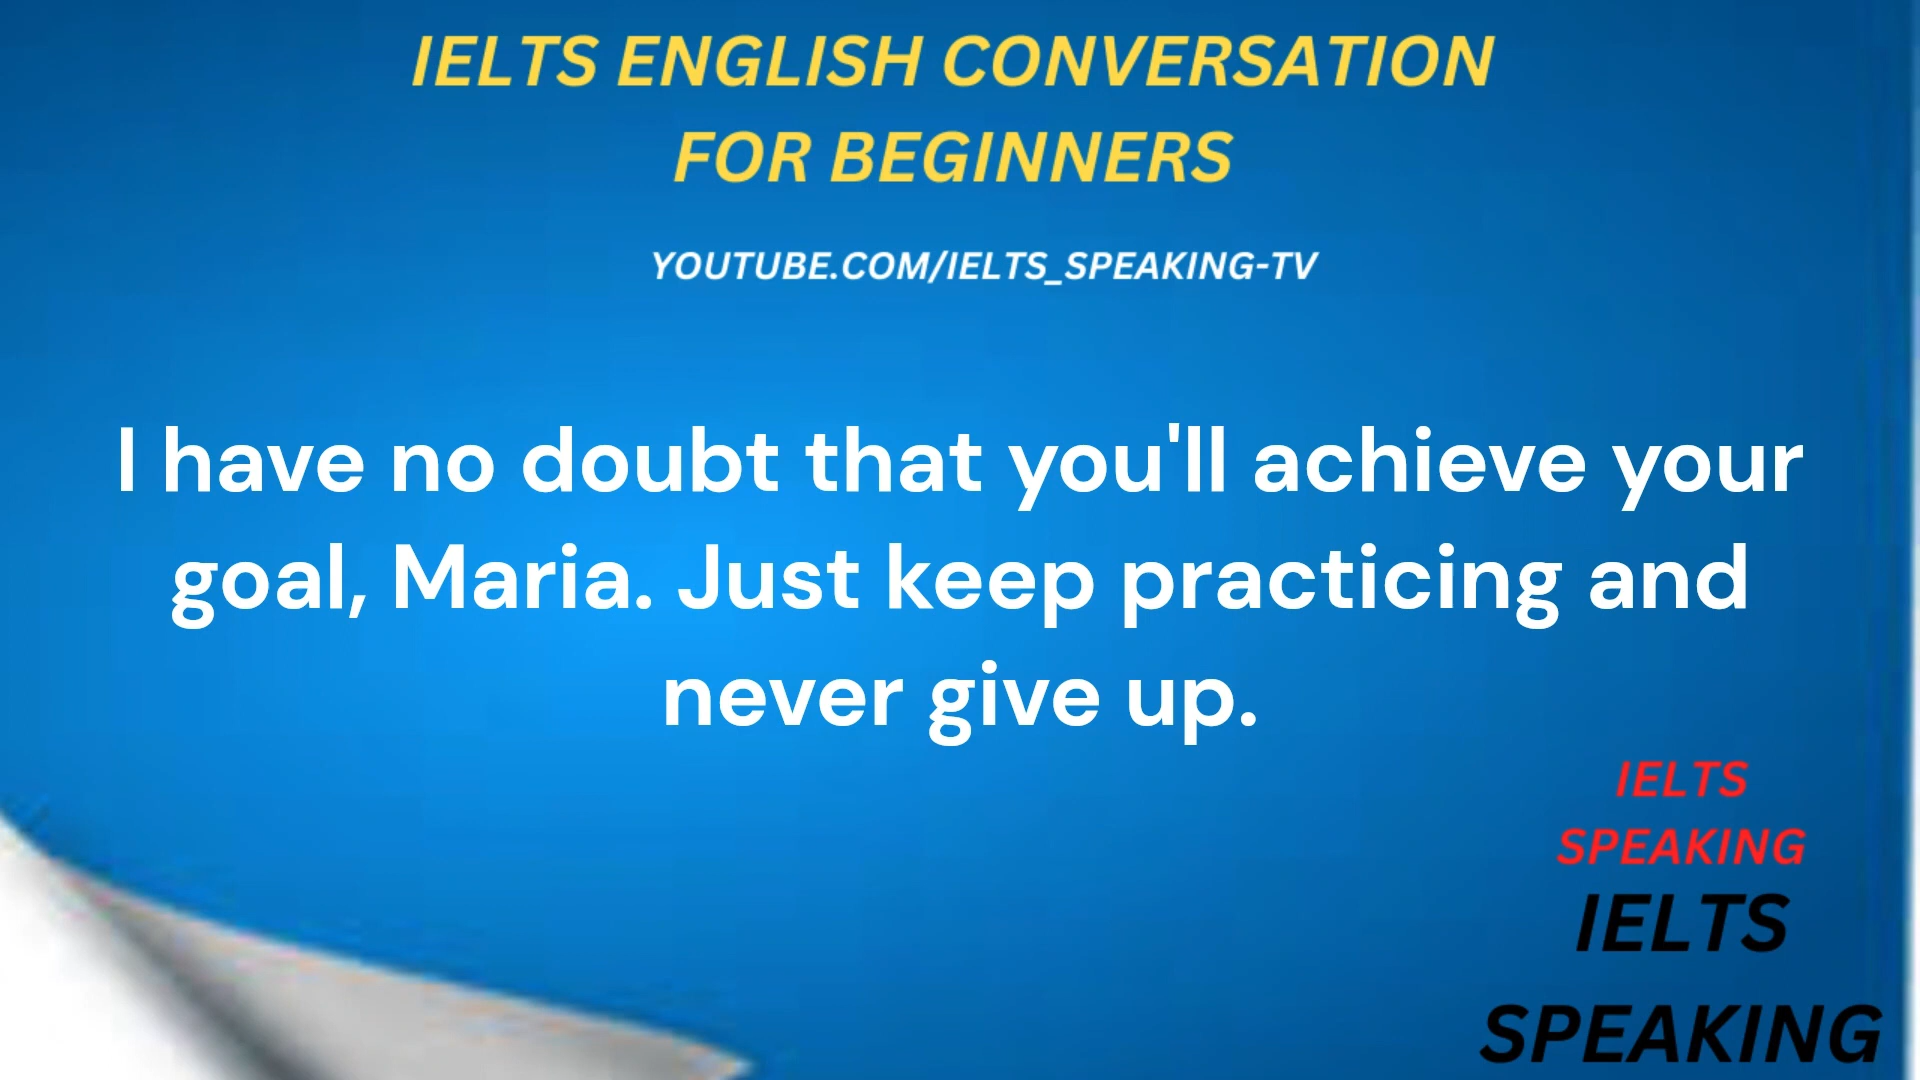 IELTS ENGLISH CONVERSATION
FOR BEGINNERS
YOUTUBE.COM/IELTS_SPEAKING-TV
I have no doubt that you'll achieve your
goal, Maria. Just keep practicing and
never give up.
IELTS
SPEAKING
IELTS
SPEAKING